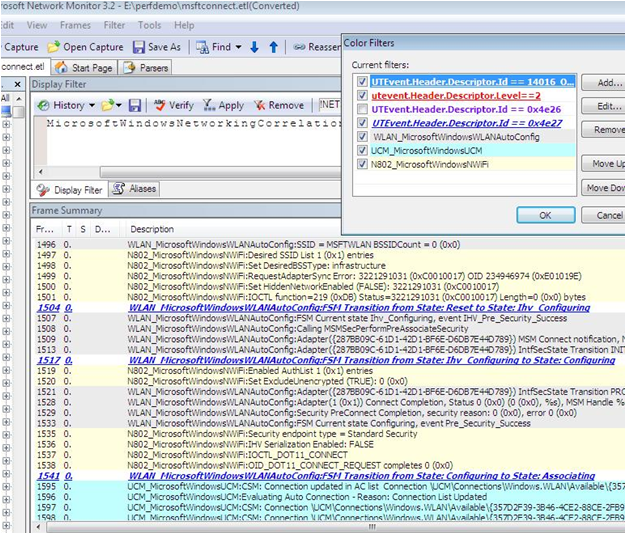 rosoft Network Monitor 3.2 - E:\perfdemo\msftconnect.etl(Converted)
Edit View Frames Capture Filter Tools Help
Capture Open Capture Save As Find Reassem
connect.etl Start Page Parsers
All
Display Filter
History Verify Apply Remove !NET
MicrosoftWindowsNetworkingCorrelation
Display Filter Aliases
Color Filters
Current filters:
UTEvent.Header.Descriptor.Id == 14016 O...
utevent.Header.Descriptor.Level==2
UTEvent.Header.Descriptor.Id == 0x4e26
UTEvent.Header.Descriptor.Id == 0x4e27
WLAN_MicrosoftWindowsWLANAutoConfig
UCM_MicrosoftWindowsUCM
N802_MicrosoftWindowsNWiFi
Add...
Edit...
Remove
Move Up
Move Dow
OK Cancel
Frame Summary
Fr... T S D... Description
1496 0. WLAN_MicrosoftWindowsWLANAutoConfig:SSID = MSFTWLAN BSSIDCount = 0 (0x0)
1497 0. N802_MicrosoftWindowsNWiFi:Desired SSID List 1 (0x1) entries
1498 0. N802_MicrosoftWindowsNWiFi:Set DesiredBSSType: infrastructure
1499 0. N802_MicrosoftWindowsNWiFi:RequestAdapterSync Error: 3221291031 (0xC0010017) OID 234946974 (0xE01019E)
1500 0. N802_MicrosoftWindowsNWiFi:Set HiddenNetworkEnabled (FALSE): 3221291031 (0xC0010017)
1501 0. N802_MicrosoftWindowsNWiFi:IOCTL function=219 (0xDB) Status=3221291031 (0xC0010017) Length=0 (0x0) bytes
1504 0. WLAN_MicrosoftWindowsWLANAutoConfig:FSM Transition from State: Reset to State: Ihv_Configuring
1507 0. WLAN_MicrosoftWindowsWLANAutoConfig:FSM Current state Ihv_Configuring, event IHV_Pre_Security_Success
1508 0. WLAN_MicrosoftWindowsWLANAutoConfig:Calling MSMSecPerformPreAssociateSecurity
1509 0. WLAN_MicrosoftWindowsWLANAutoConfig:Adapter({287BB09C-61D1-42D1-BF6E-D6DB7E44D789}) MSM Connect notification, M
1513 0. WLAN_MicrosoftWindowsWLANAutoConfig:Adapter({287BB09C-61D1-42D1-BF6E-D6DB7E44D789}) IntfSecState Transition INIT
1517 0. WLAN_MicrosoftWindowsWLANAutoConfig:FSM Transition from State: Ihv_Configuring to State: Configuring
1519 0. N802_MicrosoftWindowsNWiFi:Enabled AuthList 1 (0x1) entries
1520 0. N802_MicrosoftWindowsNWiFi:Set ExcludeUnencrypted (TRUE): 0 (0x0)
1521 0. WLAN_MicrosoftWindowsWLANAutoConfig:Adapter({287BB09C-61D1-42D1-BF6E-D6DB7E44D789}) IntfSecState Transition PRO
1528 0. WLAN_MicrosoftWindowsWLANAutoConfig:Adapter(1 (0x1)) Connect Completion, Status 0 (0x0) (0 (0x0), %s), MSM Handle %
1529 0. WLAN_MicrosoftWindowsWLANAutoConfig:Security PreConnect Completion, security reason: 0 (0x0), error 0 (0x0)
1533 0. WLAN_MicrosoftWindowsWLANAutoConfig:FSM Current state Configuring, event Pre_Security_Success
1535 0. N802_MicrosoftWindowsNWiFi:Security endpoint type = Standard Security
1536 0. N802_MicrosoftWindowsNWiFi:IHV Serialization Enabled: FALSE
1537 0. N802_MicrosoftWindowsNWiFi:IOCTL_DOT11_CONNECT
1538 0. N802_MicrosoftWindowsNWiFi:OID_DOT11_CONNECT_REQUEST completes 0 (0x0)
1541 0. WLAN_MicrosoftWindowsWLANAutoConfig:FSM Transition from State: Configuring to State: Associating
1595 0. UCM_MicrosoftWindowsUCM:CSM: Connection updated in AC list Connection \UCM\Connections\Windows.WLAN\Available\{35
1596 0. UCM_MicrosoftWindowsUCM:Evaluating Auto Connection - Reason: Connection List Updated
1597 0. UCM_MicrosoftWindowsUCM:CSM: Connection \UCM\Connections\Windows.WLAN\Available\{357D2F39-3B46-4CE2-88CE-2FB9
1598 0. UCM_MicrosoftWindowsUCM:CSM: Connection \UCM\Connections\Windows.WLAN\Available\{357D2F39-3B46-4CE2-88CE-2FB9